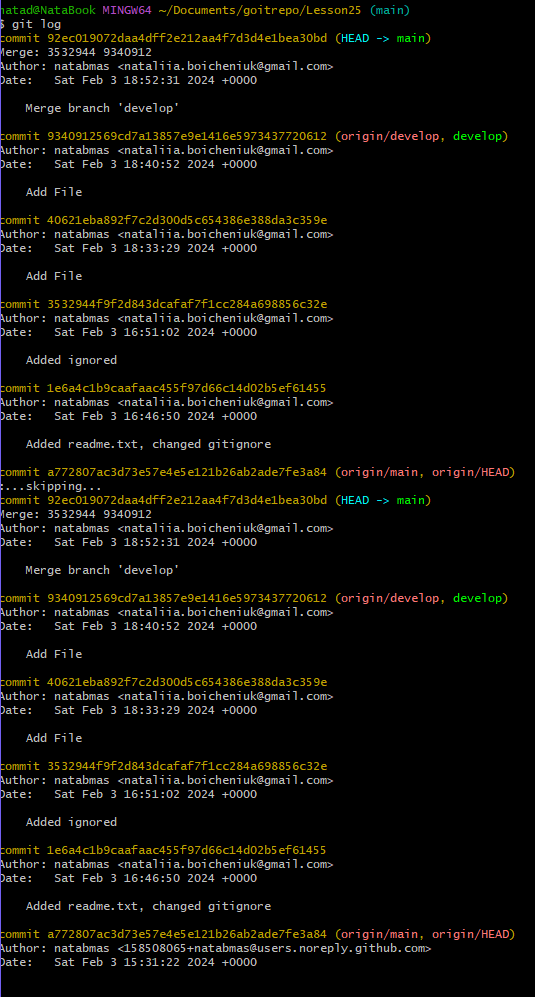 natad@NataBook MINGW64 ~/Documents/goitrepo/Lesson25 (main)
$ git log
commit 92ec019072daa4dff2e212aa4f7d3d4e1bea30bd (HEAD -> main)
Merge: 3532944 9340912
Author: natabmas <nataliia.boicheniuk@gmail.com>
Date:   Sat Feb 3 18:52:31 2024 +0000

    Merge branch 'develop'

commit 9340912569cd7a13857e9e1416e5973437720612 (origin/develop, develop)
Author: natabmas <nataliia.boicheniuk@gmail.com>
Date:   Sat Feb 3 18:40:52 2024 +0000

    Add File

commit 40621eba892f7c2d300d5c654386e388da3c359e
Author: natabmas <nataliia.boicheniuk@gmail.com>
Date:   Sat Feb 3 18:33:29 2024 +0000

    Add File

commit 3532944f9f2d843dcafaf7f1cc284a698856c32e
Author: natabmas <nataliia.boicheniuk@gmail.com>
Date:   Sat Feb 3 16:51:02 2024 +0000

    Added ignored

commit 1e6a4c1b9caafaac455f97d66c14d02b5ef61455
Author: natabmas <nataliia.boicheniuk@gmail.com>
Date:   Sat Feb 3 16:46:50 2024 +0000

    Added readme.txt, changed gitignore

commit a772807ac3d73e57e4e5e121b26ab2ade7fe3a84 (origin/main, origin/HEAD)
:...skipping...
commit 92ec019072daa4dff2e212aa4f7d3d4e1bea30bd (HEAD -> main)
Merge: 3532944 9340912
Author: natabmas <nataliia.boicheniuk@gmail.com>
Date:   Sat Feb 3 18:52:31 2024 +0000

    Merge branch 'develop'

commit 9340912569cd7a13857e9e1416e5973437720612 (origin/develop, develop)
Author: natabmas <nataliia.boicheniuk@gmail.com>
Date:   Sat Feb 3 18:40:52 2024 +0000

    Add File

commit 40621eba892f7c2d300d5c654386e388da3c359e
Author: natabmas <nataliia.boicheniuk@gmail.com>
Date:   Sat Feb 3 18:33:29 2024 +0000

    Add File

commit 3532944f9f2d843dcafaf7f1cc284a698856c32e
Author: natabmas <nataliia.boicheniuk@gmail.com>
Date:   Sat Feb 3 16:51:02 2024 +0000

    Added ignored

commit 1e6a4c1b9caafaac455f97d66c14d02b5ef61455
Author: natabmas <nataliia.boicheniuk@gmail.com>
Date:   Sat Feb 3 16:46:50 2024 +0000

    Added readme.txt, changed gitignore

commit a772807ac3d73e57e4e5e121b26ab2ade7fe3a84 (origin/main, origin/HEAD)
Author: natabmas <158508065+natabmas@users.noreply.github.com>
Date:   Sat Feb 3 15:31:22 2024 +0000